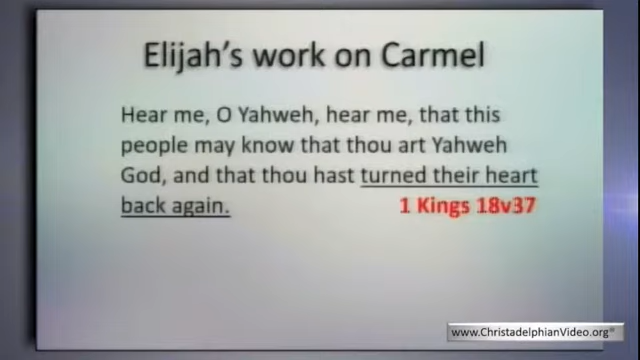 Elijah's work on Carmel
Hear me, O Yahweh, hear me, that this
people may know that thou art Yahweh
God, and that thou hast turned their heart
back again. 1 Kings 18v37
www.ChristadelphianVideo.org®